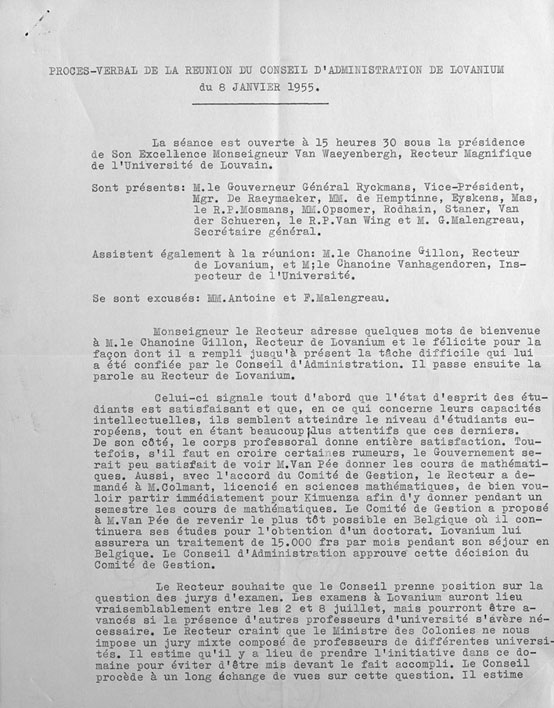 PROCES-VERBAL DE LA REUNION DU CONSEIL D'ADMINISTRATION DE LOVANIUM
du 8 JANVIER 1955.
La séance est ouverte à 15 heures 30 sous la présidence
de Son Excellence Monseigneur Van Waeyenbergh, Recteur Magnifique
de l'Université de Louvain.
Sont présents: M.le Gouverneur Général Ryckmans, Vice-Président,
Mgr. De Raeymaeker, MM. de Hemptinne, Eyskens, Mas,
le R.P.Mosmans, MM.Opsomer, Rodhain, Staner, Van
der Schueren, le R.P.Van Wing et M. G.Malengreau,
Secrétaire général.
Assistent également à la réunion: M.le Chanoine Gillon, Recteur
de Lovanium, et M;le Chanoine Vanhagendoren, Ins-
pecteur de l'Université.
Se sont excusés: MM.Antoine et F.Malengreau.
Monseigneur le Recteur adresse quelques mots de bienvenue
à M.le Chanoine Gillon, Recteur de Lovanium et le félicite pour la
façon dont il a rempli jusqu'à présent la tâche difficile qui lui
a été confiée par le Conseil d'Administration. Il passe ensuite la
parole au Recteur de Lovanium.
Celui-ci signale tout d'abord que l'état d'esprit des étu-
diants est satisfaisant et que, en ce qui concerne leurs capacités
intellectuelles, ils semblent atteindre le niveau d'étudiants eu-
ropéens, tout en étant beaucoup plus attentifs que ces derniers.
De son côté, le corps professoral donne entière satisfaction. Tou-
tefois, s'il faut en croire certaines rumeurs, le Gouvernement se-
rait peu satisfait de voir M.Van Pée donner les cours de mathémati-
ques. Aussi, avec l'accord du Comité de Gestion, le Recteur a de-
mandé à M.Colmant, licencié en sciences mathématiques, de bien vou-
loir partir immédiatement pour Kimuenza afin d'y donner pendant un
semestre les cours de mathématiques. Le Comité de Gestion a proposé
à M.Van Pée de revenir le plus tôt possible en Belgique où il
continuera ses études pour l'obtention d'un doctorat. Lovanium lui
assurera un traitement de 15.000 frs par mois pendant son séjour en
Belgique. Le Conseil d'Administration approuve cette décision du
Comité de Gestion.
Le Recteur souhaite que le Conseil prenne position sur la
question des jurys d'examen. Les examens à Lovanium auront lieu
vraisemblablement entre les 2 et 8 juillet, mais pourront être a-
vancés si la présence d'autres professeurs d'université s'avère né-
cessaire. Le Recteur craint que le Ministre des Colonies ne nous
impose un jury mixte composé de professeurs de différentes universi-
tés. Il estime qu'il y a lieu de prendre l'initiative dans ce do-
maine pour éviter d'être mis devant le fait accompli. Le Conseil
procède à un long échange de vues sur cette question. Il estime